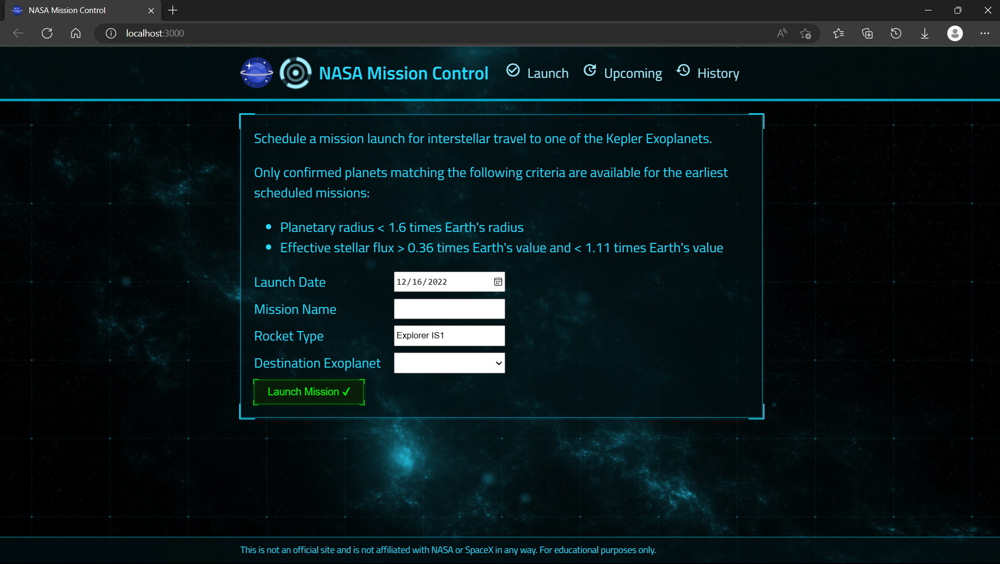 NASA Mission Control
localhost:3000
NASA Mission Control
Launch
Upcoming
History
Schedule a mission launch for interstellar travel to one of the Kepler Exoplanets.
Only confirmed planets matching the following criteria are available for the earliest
scheduled missions:
• Planetary radius < 1.6 times Earth's radius
• Effective stellar flux > 0.36 times Earth's value and < 1.11 times Earth's value
Launch Date
12/16/2022
Mission Name
Rocket Type
Explorer IS1
Destination Exoplanet
Launch Mission ✓
This is not an official site and is not affiliated with NASA or SpaceX in any way. For educational purposes only.